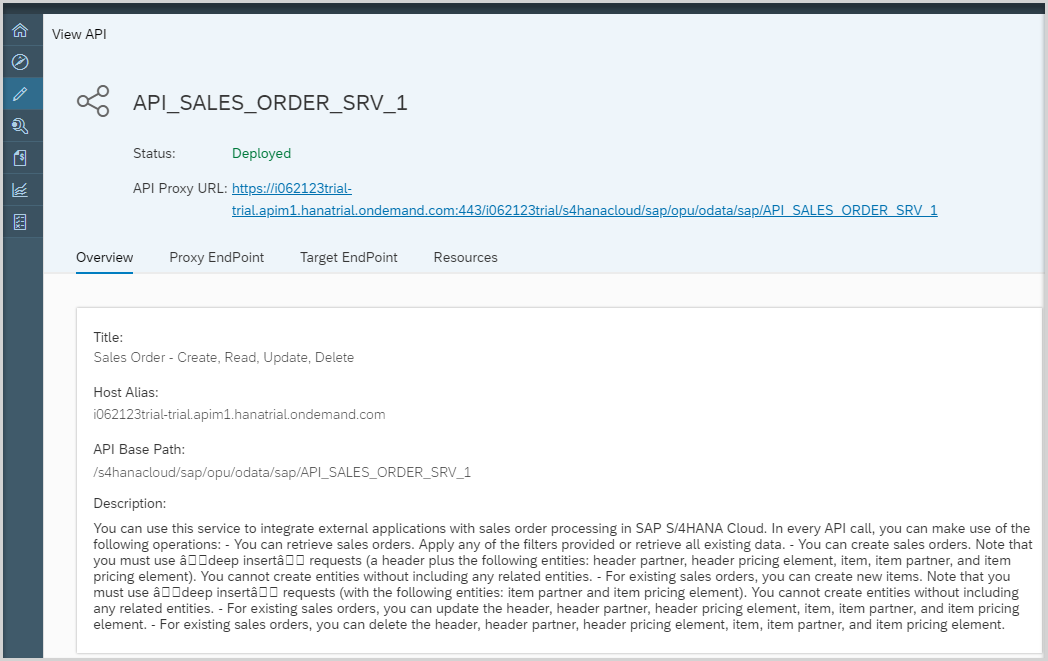 View API
API_SALES_ORDER_SRV_1
Status: Deployed
API Proxy URL: https://i062123trial-
trial.apim1.hanatrial.ondemand.com:443/i062123trial/s4hanacloud/sap/opu/odata/sap/API_SALES_ORDER_SRV_1
Overview Proxy EndPoint Target EndPoint Resources
Title:
Sales Order - Create, Read, Update, Delete
Host Alias:
i062123trial-trial.apim1.hanatrial.ondemand.com
API Base Path:
/s4hanacloud/sap/opu/odata/sap/API_SALES_ORDER_SRV_1
Description:
You can use this service to integrate external applications with sales order processing in SAP S/4HANA Cloud. In every API call, you can make use of the
following operations: - You can retrieve sales orders. Apply any of the filters provided or retrieve all existing data. - You can create sales orders. Note that
you must use â□□deep insertâ□□ requests (a header plus the following entities: header partner, header pricing element, item, item partner, and item
pricing element). You cannot create entities without including any related entities. - For existing sales orders, you can create new items. Note that you
must use â□□deep insertâ□□ requests (with the following entities: item partner and item pricing element). You cannot create entities without including
any related entities. - For existing sales orders, you can update the header, header partner, header pricing element, item, item partner, and item pricing
element. - For existing sales orders, you can delete the header, header partner, header pricing element, item, item partner, and item pricing element.